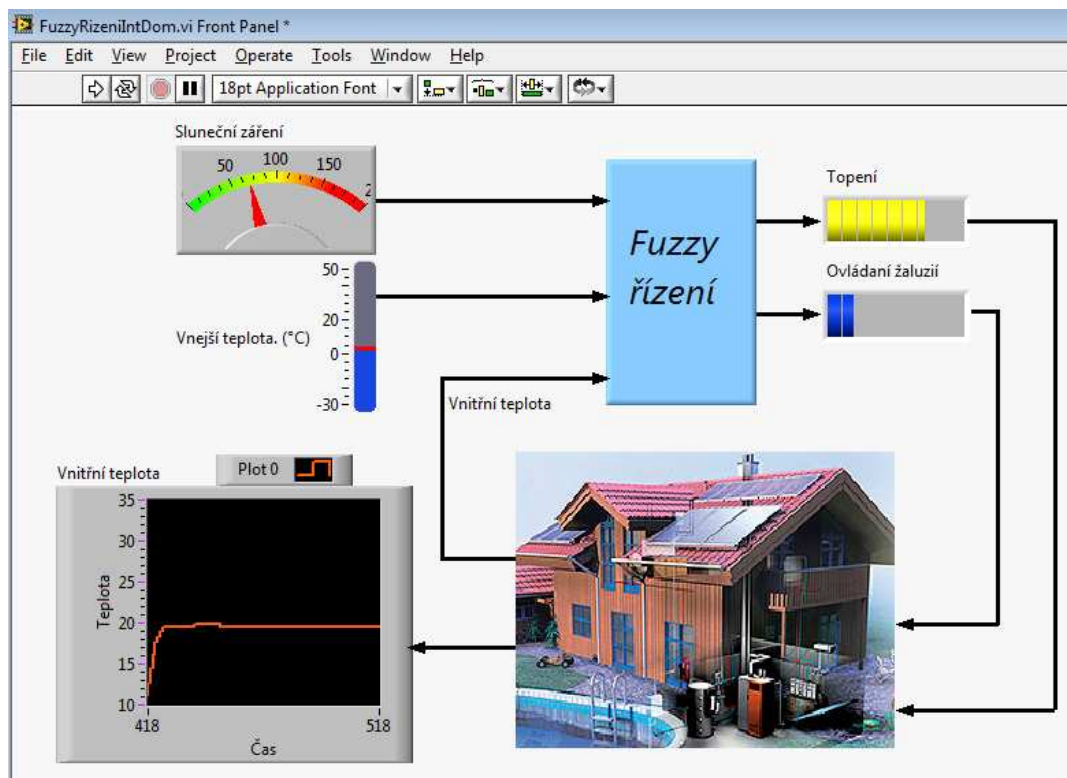 FuzzyRizeniIntDom.vi Front Panel *
File Edit View Project Operate Tools Window Help
18pt Application Font
Sluneční záření
50 100 150 2
Topení
Fuzzy
řízení
Ovládaní žaluzií
Vnejší teplota. (°C)
50
20
0
-30
Vnitřní teplota
Vnitřní teplota
Plot 0
Teplota
35
30
25
20
15
10
418 518
Čas